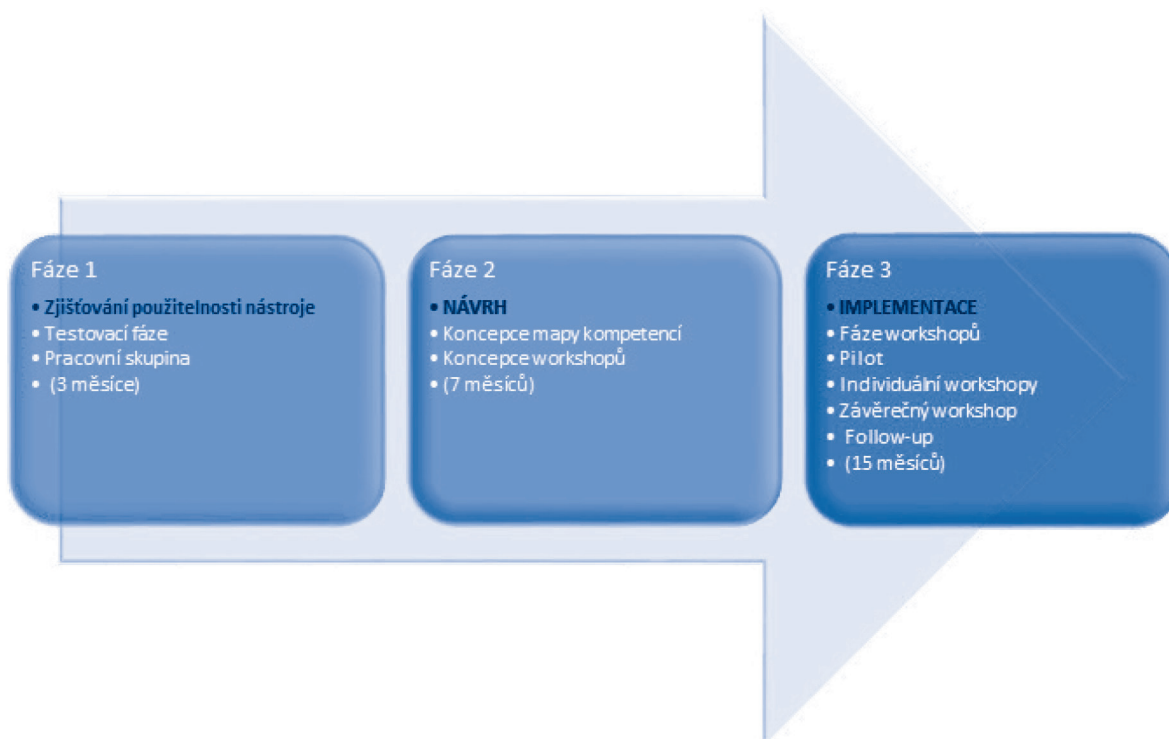 Fáze 1
• Zjišťování použitelnosti nástroje
• Testovací fáze
• Pracovní skupina
• (3 měsíce)
Fáze 2
• NÁVRH
• Koncepce mapy kompetencí
• Koncepce workshopů
• (7 měsíců)
Fáze 3
• IMPLEMENTACE
• Fáze workshopů
• Pilot
• Individuální workshopy
• Závěrečný workshop
• Follow-up
• (15 měsíců)